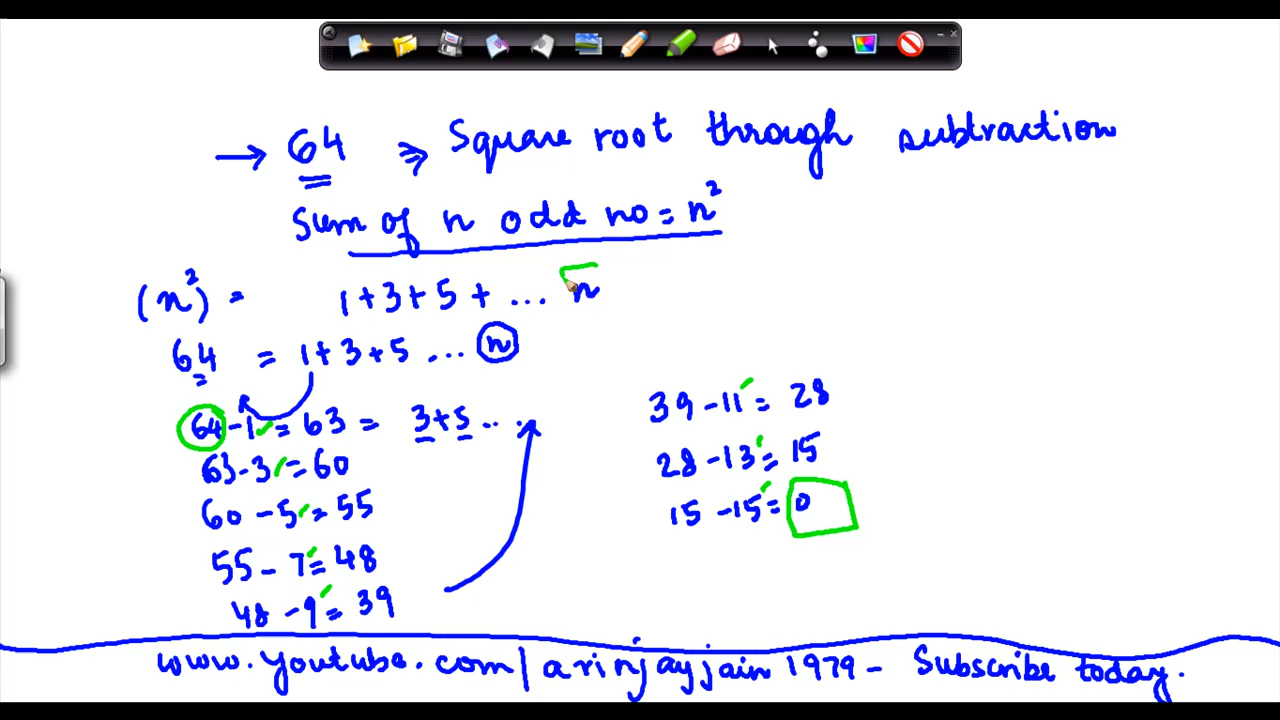 → 64 ⇒ Square root through subtraction
Sum of n odd no = n²
(n²) = 1+3+5+ ... n
64 = 1+3+5 ... n
64-1 = 63 = 3+5 ...
63-3 = 60
60-5 = 55
55-7 = 48
48-9 = 39
39-11 = 28
28-13 = 15
15-15 = 0
www.youtube.com/arinjayjain1979- Subscribe today.